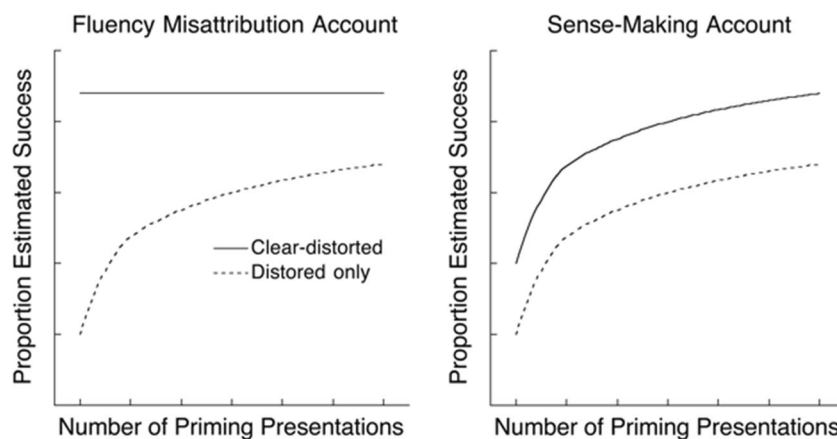 Fluency Misattribution Account
Proportion Estimated Success
Clear-distorted
Distored only
Number of Priming Presentations
Sense-Making Account
Proportion Estimated Success
Number of Priming Presentations